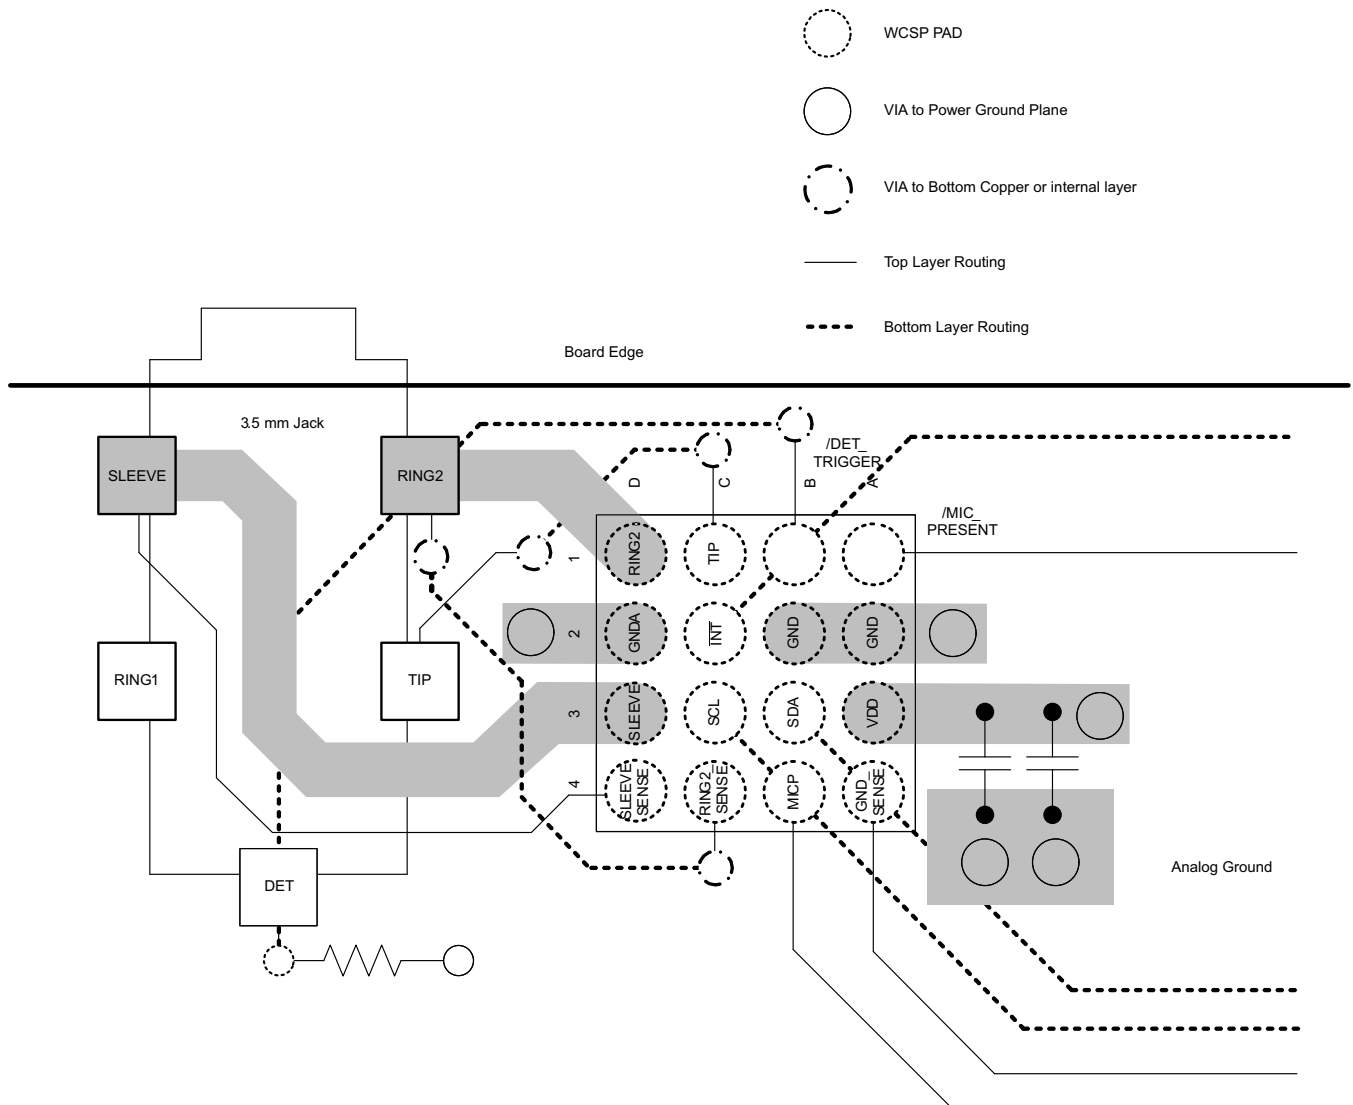 WCSP PAD
VIA to Power Ground Plane
VIA to Bottom Copper or internal layer
Top Layer Routing
Bottom Layer Routing
Board Edge
3.5 mm Jack
SLEEVE
RING2
/DET_
TRIGGER
D
C
B
A
/MIC_
PRESENT
1
RING2
TIP
2
GNDA
INT
GND
GND
RING1
TIP
3
SLEEVE
SCL
SDA
VDD
4
SLEEVE
SENSE
RING2_
SENSE
MICP
GND_
SENSE
DET
Analog Ground